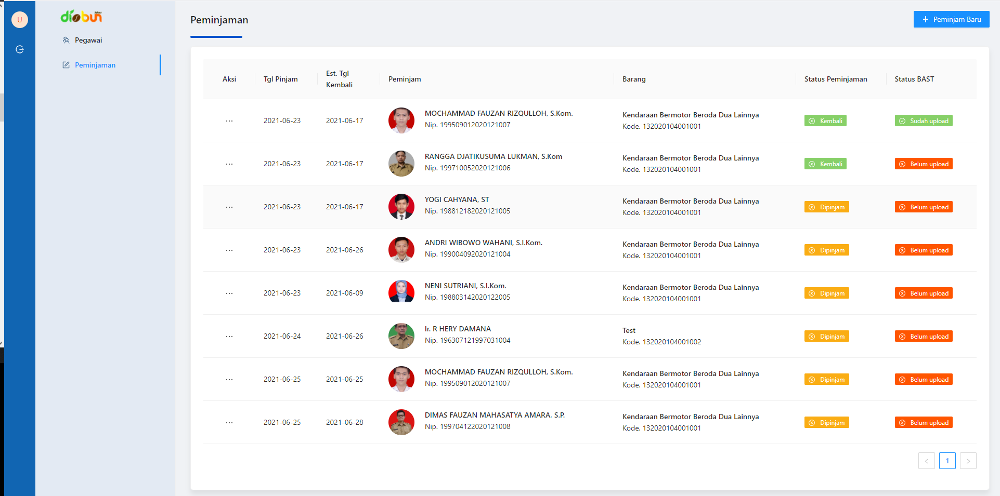 U
disbun
Pegawai
Peminjaman
Peminjaman
Peminjam Baru
Aksi
Tgl Pinjam
Est. Tgl
Kembali
Peminjam
Barang
Status Peminjaman
Status BAST
2021-06-23
2021-06-17
MOCHAMMAD FAUZAN RIZQULLOH, S.Kom.
Nip. 199509012020121007
Kendaraan Bermotor Beroda Dua Lainnya
Kode. 132020104001001
Kembali
Sudah upload
2021-06-23
2021-06-17
RANGGA DJATIKUSUMA LUKMAN, S.Kom
Nip. 199710052020121006
Kendaraan Bermotor Beroda Dua Lainnya
Kode. 132020104001001
Kembali
Belum upload
2021-06-23
2021-06-17
YOGI CAHYANA, ST
Nip. 198812182020121005
Kendaraan Bermotor Beroda Dua Lainnya
Kode. 132020104001001
Dipinjam
Belum upload
2021-06-23
2021-06-26
ANDRI WIBOWO WAHANI, S.I.Kom.
Nip. 199004092020121004
Kendaraan Bermotor Beroda Dua Lainnya
Kode. 132020104001001
Dipinjam
Belum upload
2021-06-23
2021-06-09
NENI SUTRIANI, S.I.Kom.
Nip. 198803142020122005
Kendaraan Bermotor Beroda Dua Lainnya
Kode. 132020104001001
Dipinjam
Belum upload
2021-06-24
2021-06-26
Ir. R HERY DAMANA
Nip. 196307121997031004
Test
Kode. 132020104001002
Dipinjam
Belum upload
2021-06-25
2021-06-25
MOCHAMMAD FAUZAN RIZQULLOH, S.Kom.
Nip. 199509012020121007
Kendaraan Bermotor Beroda Dua Lainnya
Kode. 132020104001001
Dipinjam
Belum upload
2021-06-25
2021-06-28
DIMAS FAUZAN MAHASATYA AMARA, S.P.
Nip. 199704122020121008
Kendaraan Bermotor Beroda Dua Lainnya
Kode. 132020104001001
Dipinjam
Belum upload
1